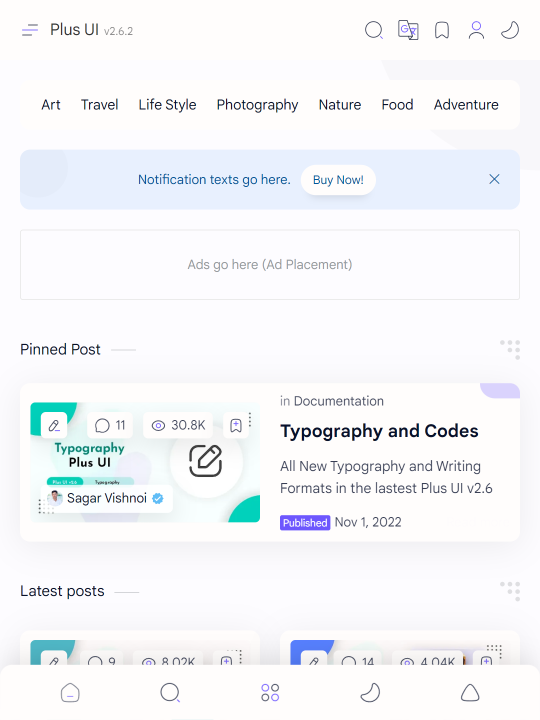 Plus UI v2.6.2
Art Travel Life Style Photography Nature Food Adventure
Notification texts go here. Buy Now!
Ads go here (Ad Placement)
Pinned Post
11 30.8K
Typography
Plus UI
Plus UI v2.6 Typography
Sagar Vishnoi
in Documentation
Typography and Codes
All New Typography and Writing
Formats in the lastest Plus UI v2.6
Published Nov 1, 2022
Latest posts
9 8.02K
14 4.04K